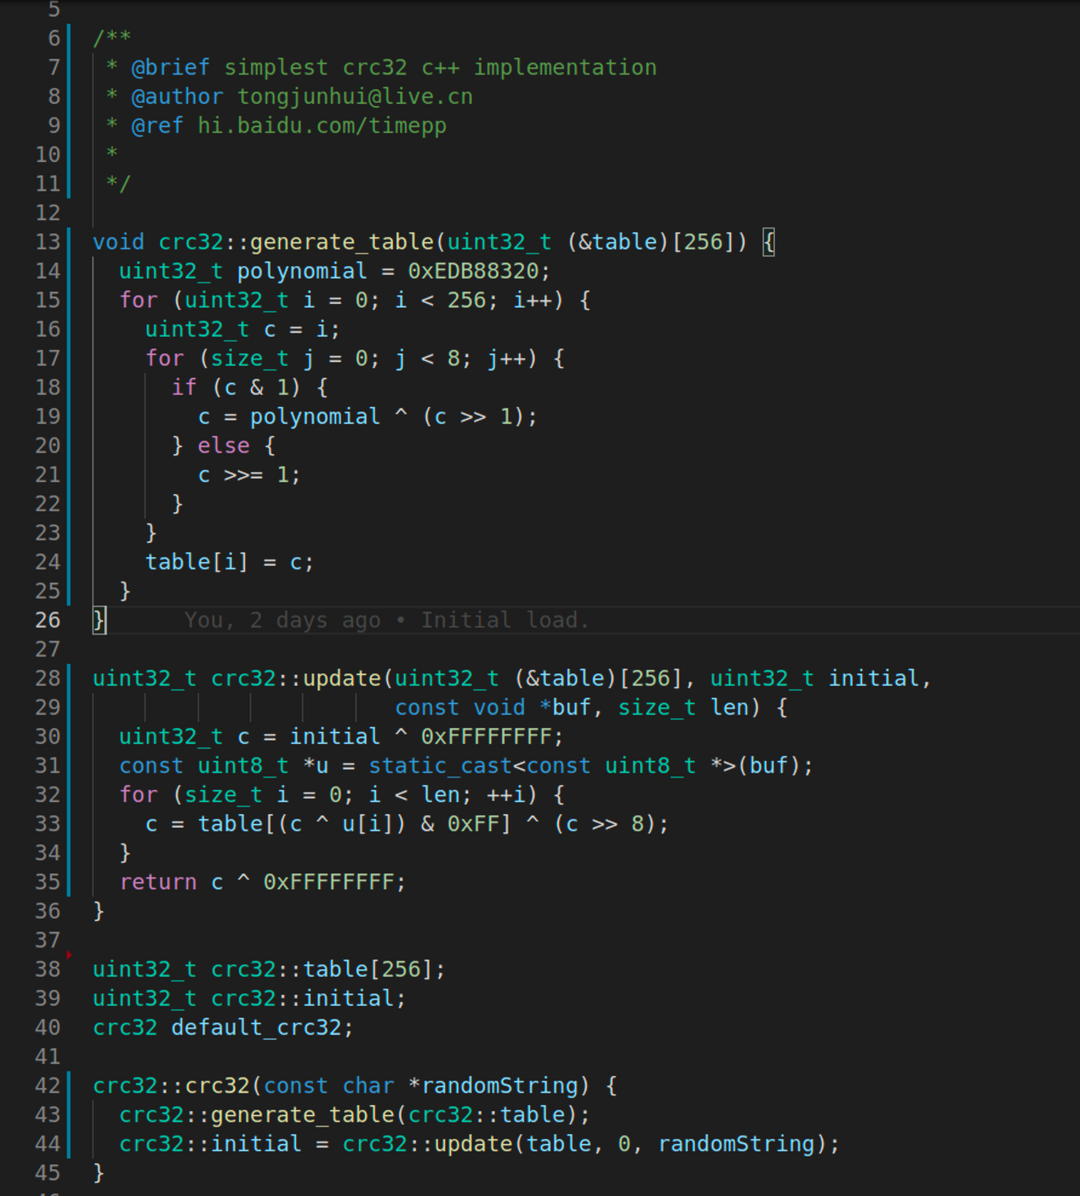 5
6 /**
7  * @brief simplest crc32 c++ implementation
8  * @author tongjunhui@live.cn
9  * @ref hi.baidu.com/timepp
10  *
11  */
12
13 void crc32::generate_table(uint32_t (&table)[256]) {
14   uint32_t polynomial = 0xEDB88320;
15   for (uint32_t i = 0; i < 256; i++) {
16     uint32_t c = i;
17     for (size_t j = 0; j < 8; j++) {
18       if (c & 1) {
19         c = polynomial ^ (c >> 1);
20       } else {
21         c >>= 1;
22       }
23     }
24     table[i] = c;
25   }
26 }      You, 2 days ago • Initial load.
27
28 uint32_t crc32::update(uint32_t (&table)[256], uint32_t initial,
29                        const void *buf, size_t len) {
30   uint32_t c = initial ^ 0xFFFFFFFF;
31   const uint8_t *u = static_cast<const uint8_t *>(buf);
32   for (size_t i = 0; i < len; ++i) {
33     c = table[(c ^ u[i]) & 0xFF] ^ (c >> 8);
34   }
35   return c ^ 0xFFFFFFFF;
36 }
37
38 uint32_t crc32::table[256];
39 uint32_t crc32::initial;
40 crc32 default_crc32;
41
42 crc32::crc32(const char *randomString) {
43   crc32::generate_table(crc32::table);
44   crc32::initial = crc32::update(table, 0, randomString);
45 }